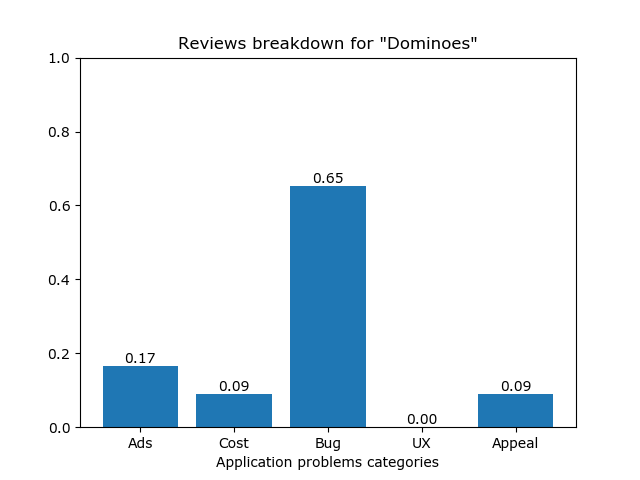 Reviews breakdown for "Dominoes"
1.0
0.8
0.6
0.4
0.2
0.0
0.17
0.09
0.65
0.00
0.09
Ads
Cost
Bug
UX
Appeal
Application problems categories